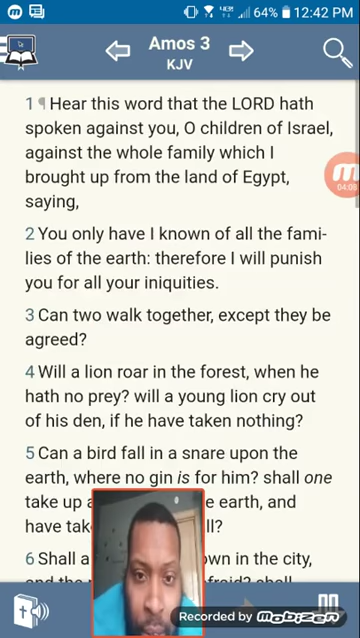 64% 12:42 PM
Amos 3
KJV
1 ¶ Hear this word that the LORD hath
spoken against you, O children of Israel,
against the whole family which I
brought up from the land of Egypt,
saying,
04:08
2 You only have I known of all the fami-
lies of the earth: therefore I will punish
you for all your iniquities.
3 Can two walk together, except they be
agreed?
4 Will a lion roar in the forest, when he
hath no prey? will a young lion cry out
of his den, if he have taken nothing?
5 Can a bird fall in a snare upon the
earth, where no gin is for him? shall one
take up a e earth, and
have tak ll?
6 Shall a own in the city,
Recorded by Mobizen